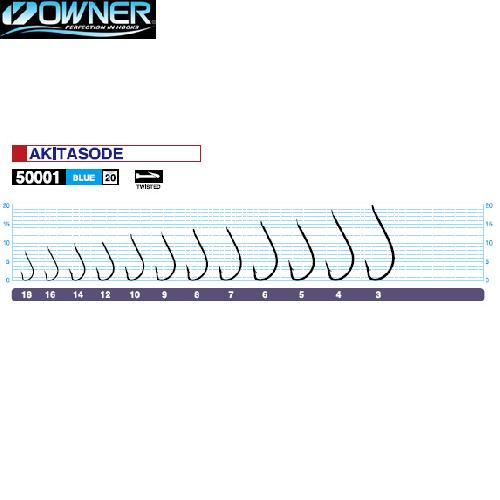 OWNER
PERFECTION IN HOOKS
AKITASODE
50001 BLUE 20 TWISTED
20 20
15 15
10 10
5 5
0 0
18 16 14 12 10 9 8 7 6 5 4 3